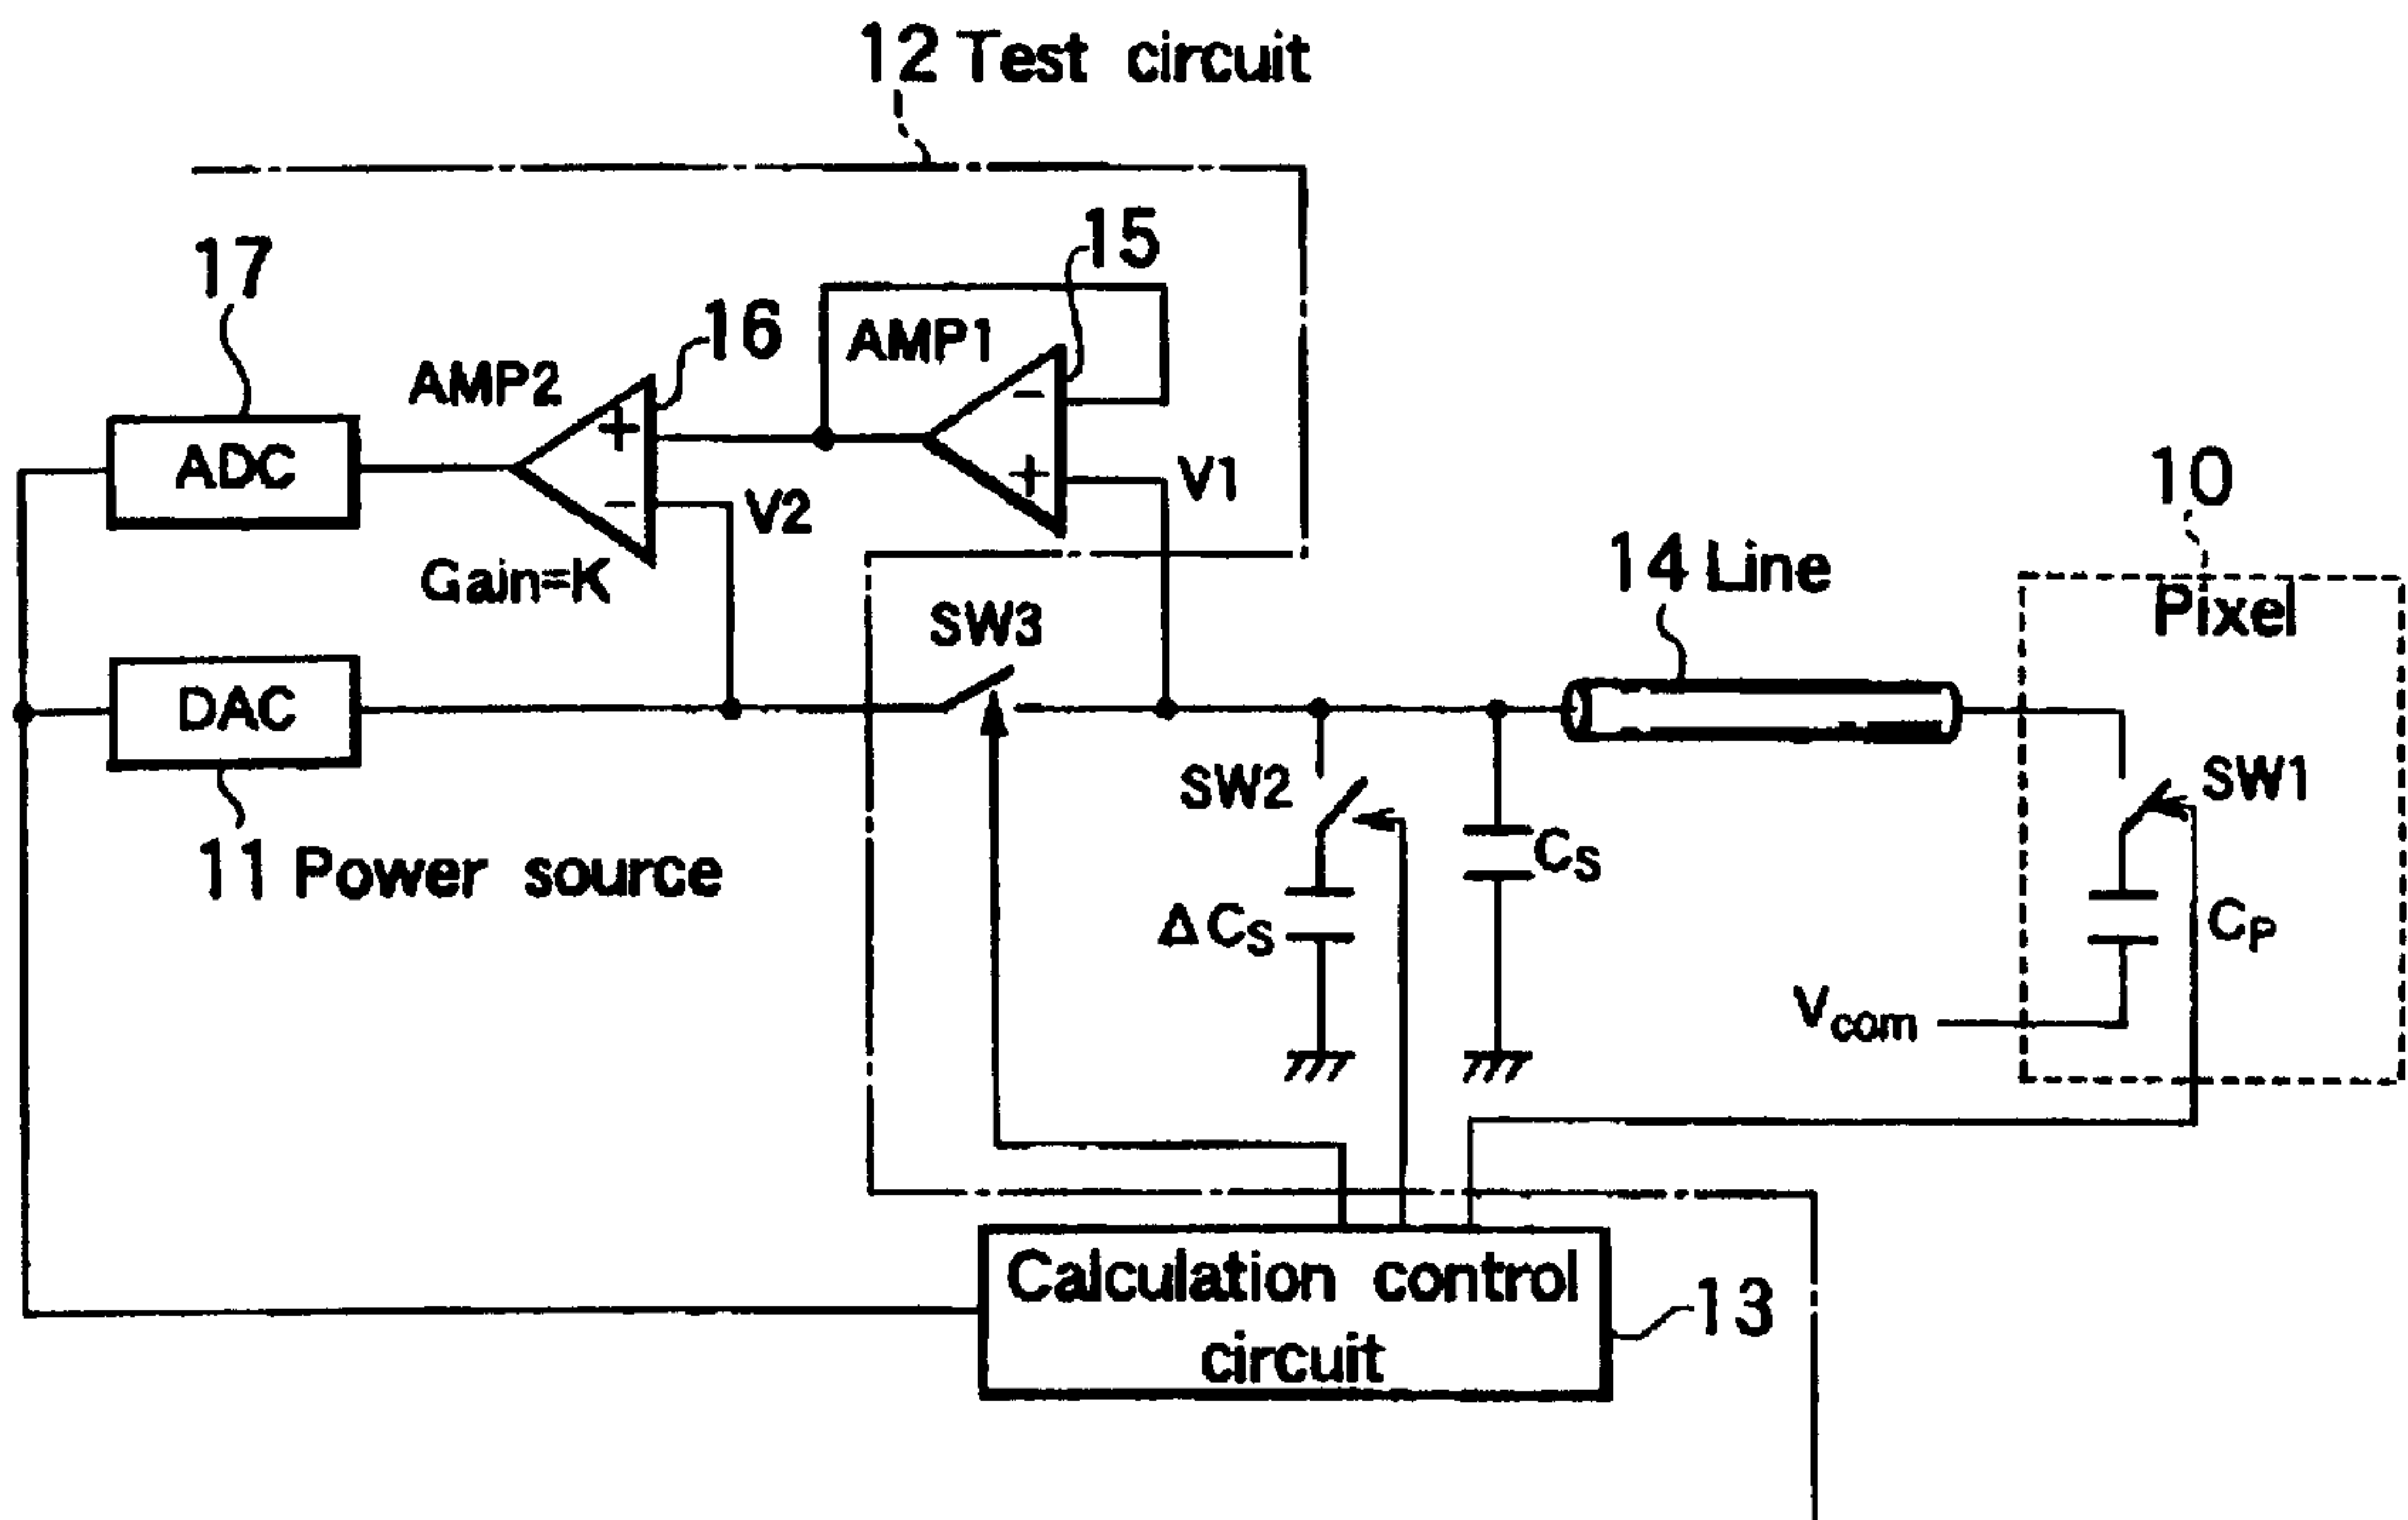 12 Test circuit
17
15
16
AMP1
AMP2
−
+
ADC
+
V1
−
V2
10
Gain=K
14 Line
Pixel
SW3
DAC
SW2
SW1
11 Power source
CS
ΔCS
CP
Vcom
Calculation control
circuit
13